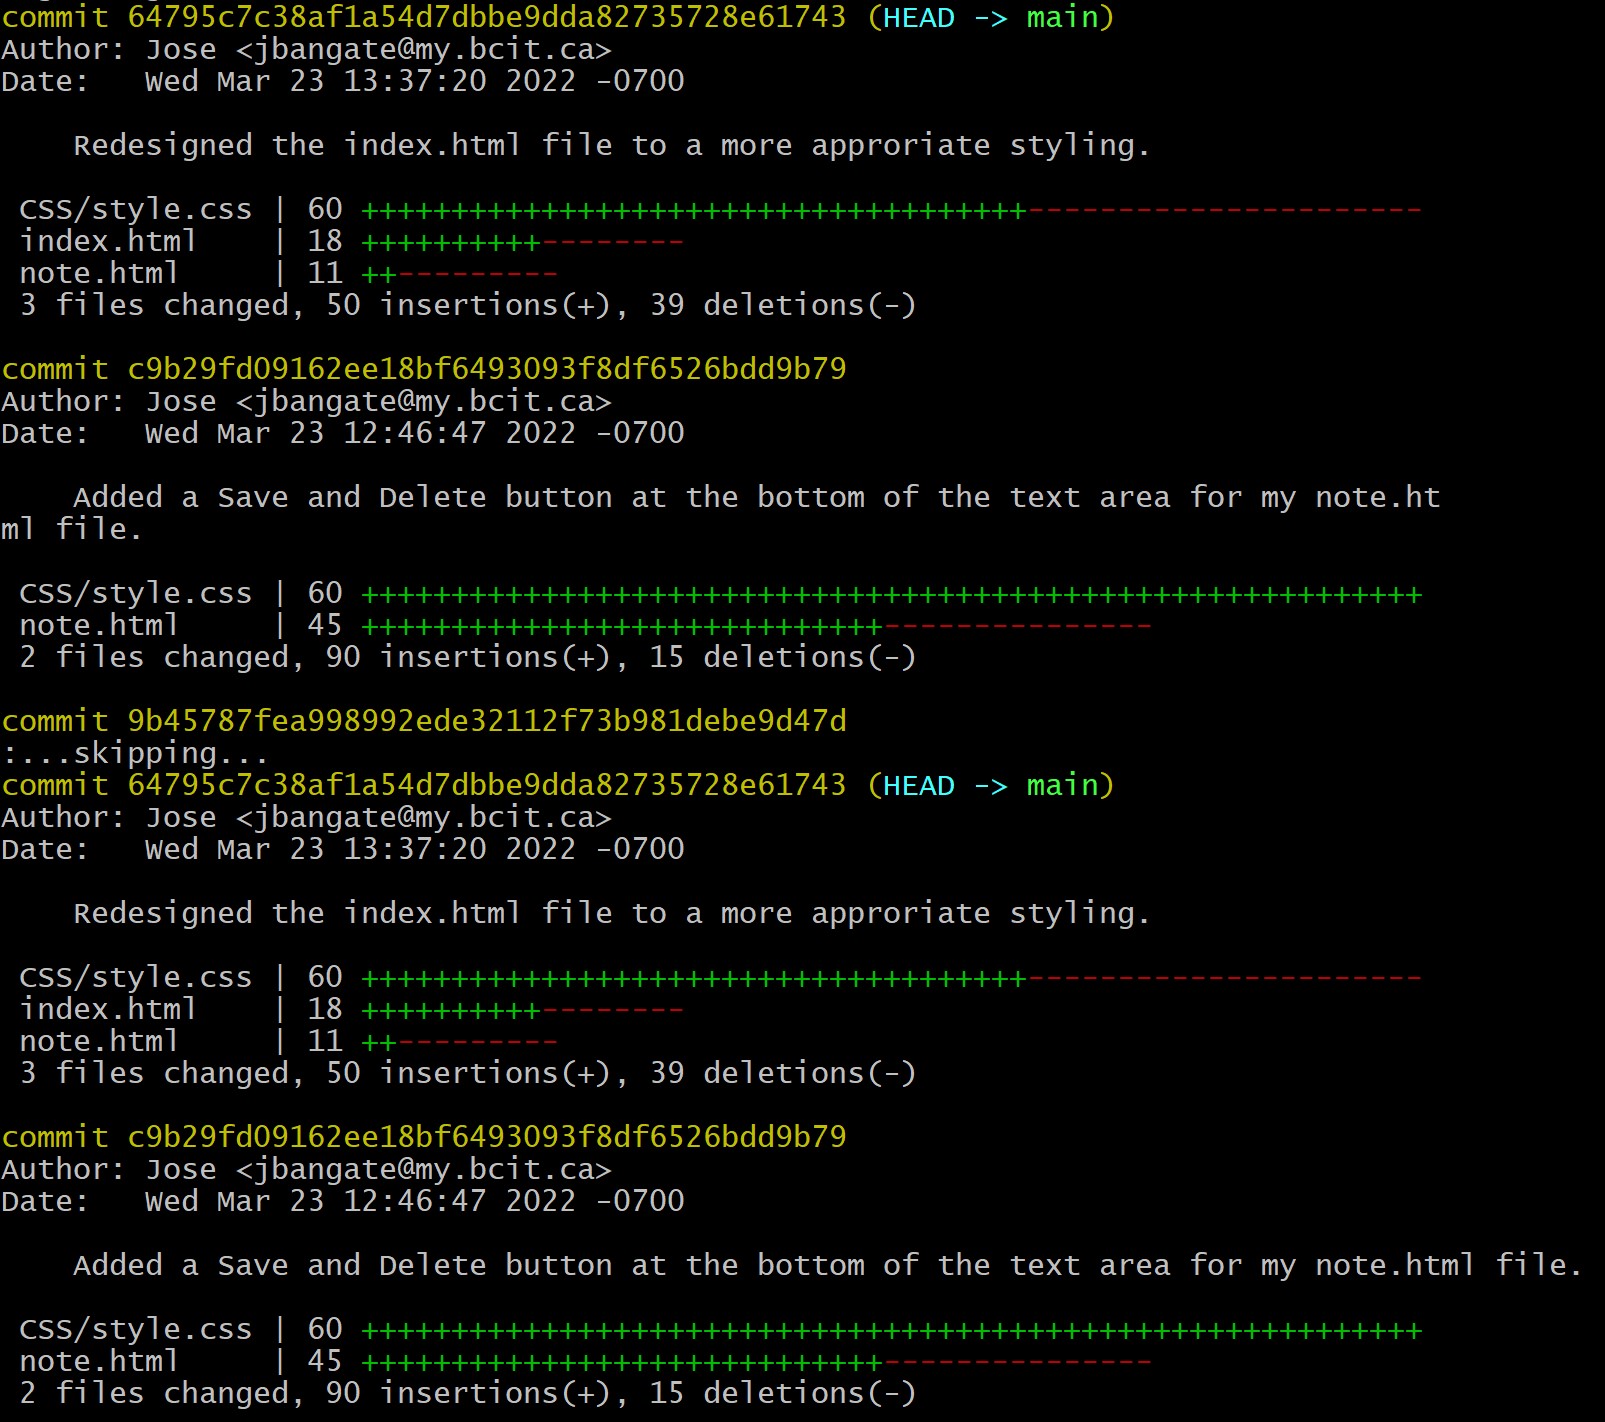 commit 64795c7c38af1a54d7dbbe9dda82735728e61743 (HEAD -> main)
Author: Jose <jbangate@my.bcit.ca>
Date:   Wed Mar 23 13:37:20 2022 -0700

    Redesigned the index.html file to a more approriate styling.

 CSS/style.css | 60 +++++++++++++++++++++++++++++++++++++----------------------
 index.html    | 18 ++++++++++--------
 note.html     | 11 ++---------
 3 files changed, 50 insertions(+), 39 deletions(-)

commit c9b29fd09162ee18bf6493093f8df6526bdd9b79
Author: Jose <jbangate@my.bcit.ca>
Date:   Wed Mar 23 12:46:47 2022 -0700

    Added a Save and Delete button at the bottom of the text area for my note.ht
ml file.

 CSS/style.css | 60 +++++++++++++++++++++++++++++++++++++++++++++++++++++++++++
 note.html     | 45 +++++++++++++++++++++++++++++---------------
 2 files changed, 90 insertions(+), 15 deletions(-)

commit 9b45787fea998992ede32112f73b981debe9d47d
:...skipping...
commit 64795c7c38af1a54d7dbbe9dda82735728e61743 (HEAD -> main)
Author: Jose <jbangate@my.bcit.ca>
Date:   Wed Mar 23 13:37:20 2022 -0700

    Redesigned the index.html file to a more approriate styling.

 CSS/style.css | 60 +++++++++++++++++++++++++++++++++++++----------------------
 index.html    | 18 ++++++++++--------
 note.html     | 11 ++---------
 3 files changed, 50 insertions(+), 39 deletions(-)

commit c9b29fd09162ee18bf6493093f8df6526bdd9b79
Author: Jose <jbangate@my.bcit.ca>
Date:   Wed Mar 23 12:46:47 2022 -0700

    Added a Save and Delete button at the bottom of the text area for my note.html file.

 CSS/style.css | 60 +++++++++++++++++++++++++++++++++++++++++++++++++++++++++++
 note.html     | 45 +++++++++++++++++++++++++++++---------------
 2 files changed, 90 insertions(+), 15 deletions(-)